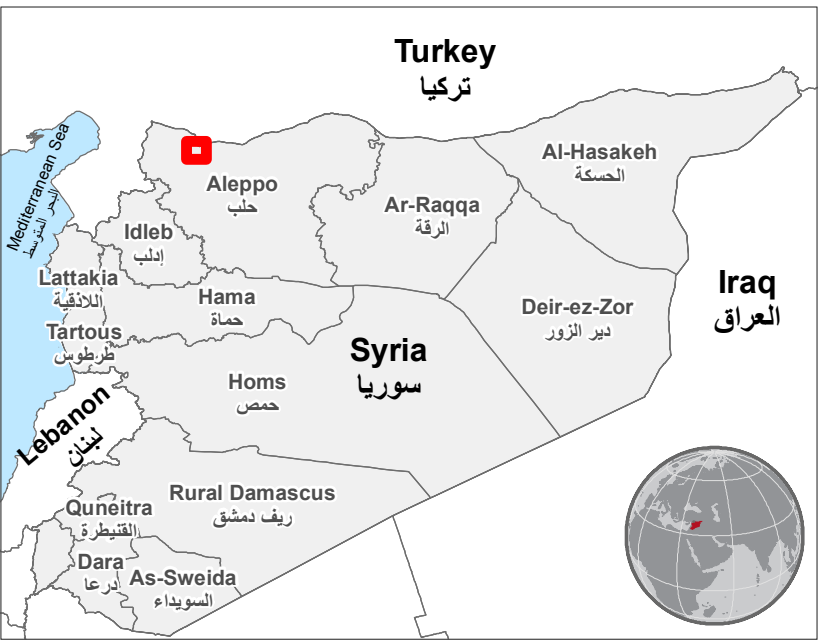 Turkey
تركيا
Mediterranean Sea
البحر المتوسط
Al-Hasakeh
الحسكة
Aleppo
حلب
Ar-Raqqa
الرقة
Idleb
إدلب
Lattakia
اللاذقية
Hama
حماة
Deir-ez-Zor
دير الزور
Iraq
العراق
Tartous
طرطوس
Syria
سوريا
Homs
حمص
Lebanon
لبنان
Rural Damascus
ريف دمشق
Quneitra
القنيطرة
Dara
درعا
As-Sweida
السويداء